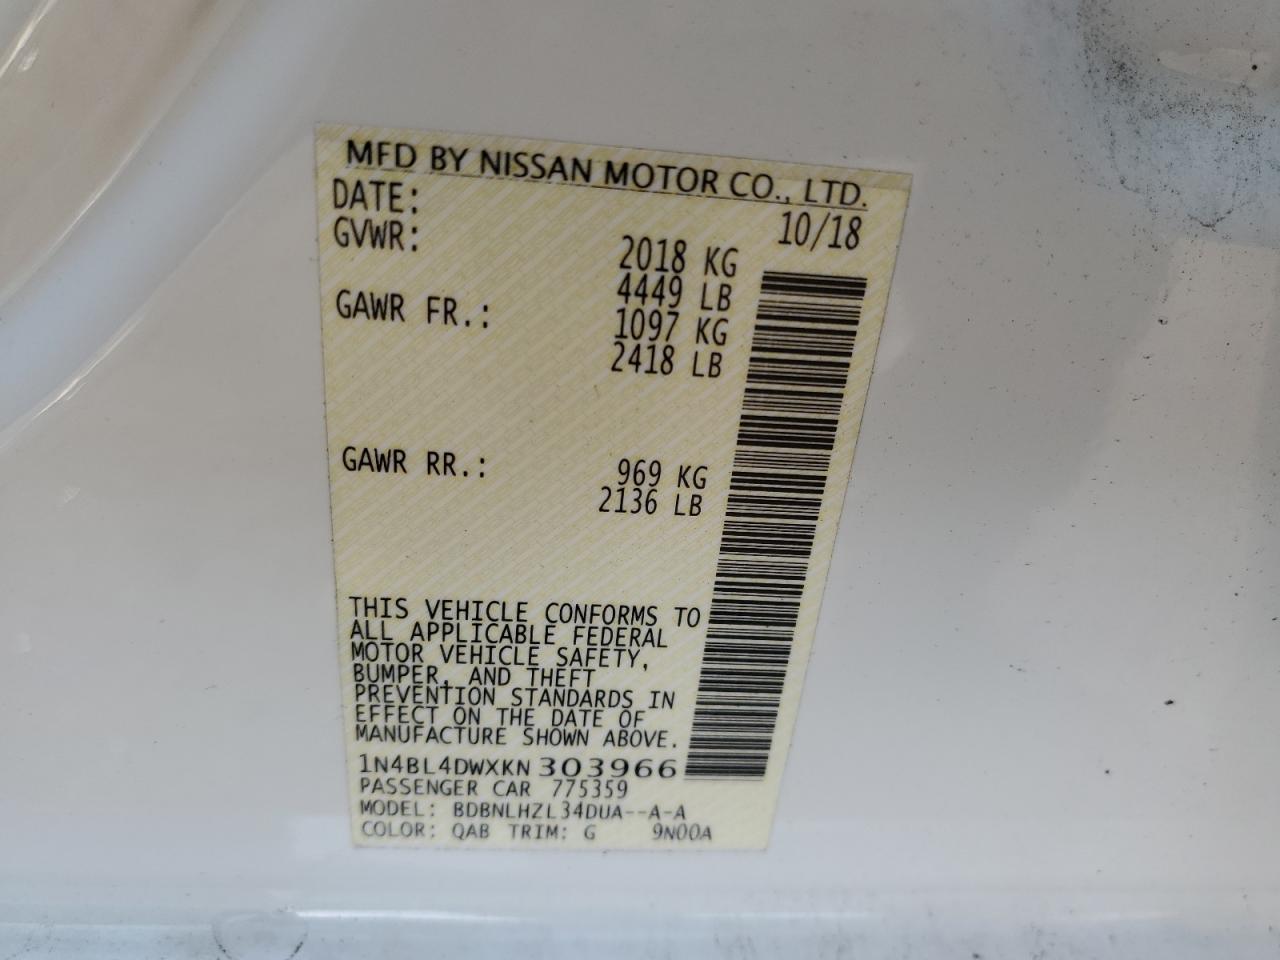 MFD BY NISSAN MOTOR CO., LTD.
DATE: 10/18
GVWR: 2018 KG
4449 LB
GAWR FR.: 1097 KG
2418 LB
GAWR RR.: 969 KG
2136 LB
THIS VEHICLE CONFORMS TO
ALL APPLICABLE FEDERAL
MOTOR VEHICLE SAFETY,
BUMPER, AND THEFT
PREVENTION STANDARDS IN
EFFECT ON THE DATE OF
MANUFACTURE SHOWN ABOVE.
1N4BL4DWXKN303966
PASSENGER CAR 775359
MODEL: BDBNLHZL34DUA--A-A
COLOR: QAB TRIM: G 9N00A